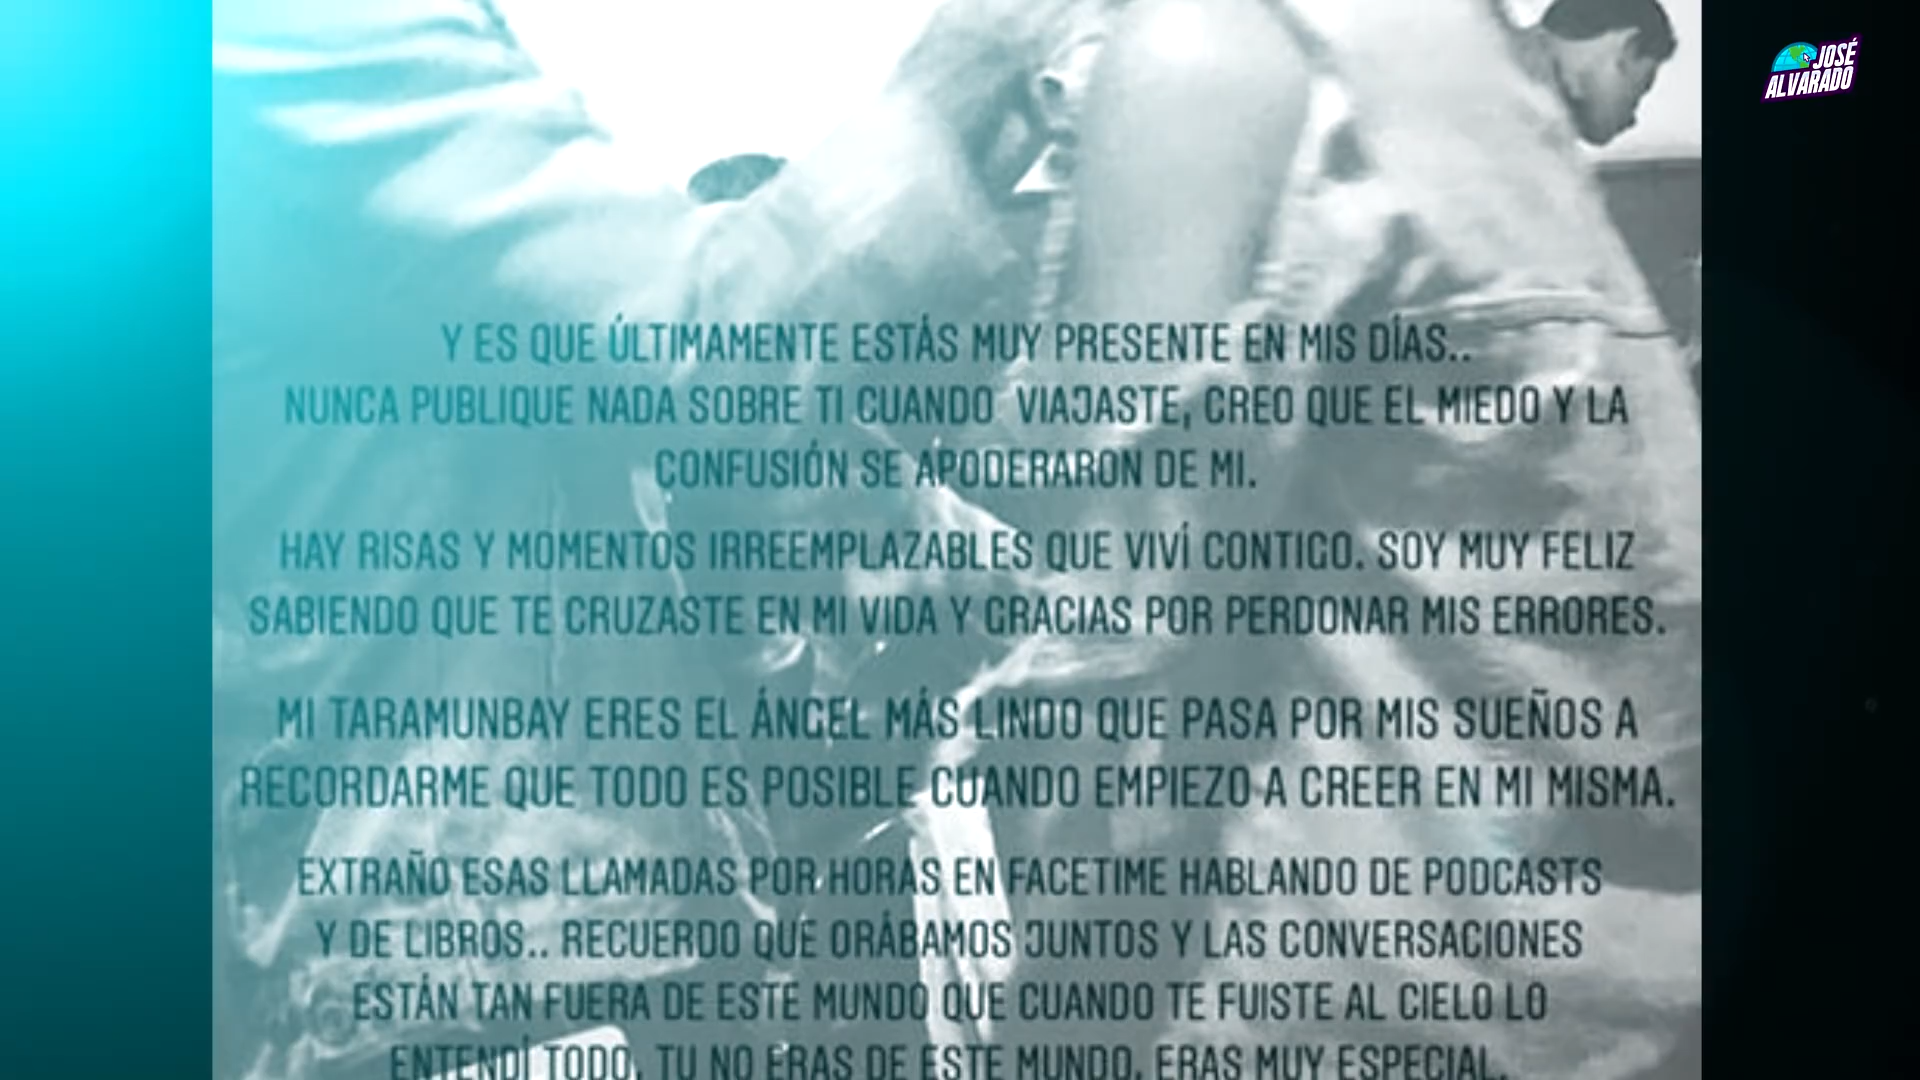 JOSÉ
ALVARADO
Y ES QUE ÚLTIMAMENTE ESTÁS MUY PRESENTE EN MIS DÍAS..
NUNCA PUBLIQUE NADA SOBRE TI CUANDO VIAJASTE, CREO QUE EL MIEDO Y LA
CONFUSIÓN SE APODERARON DE MI.
HAY RISAS Y MOMENTOS IRREEMPLAZABLES QUE VIVÍ CONTIGO. SOY MUY FELIZ
SABIENDO QUE TE CRUZASTE EN MI VIDA Y GRACIAS POR PERDONAR MIS ERRORES.
MI TARAMUNBAY ERES EL ÁNGEL MÁS LINDO QUE PASA POR MIS SUEÑOS A
RECORDARME QUE TODO ES POSIBLE CUANDO EMPIEZO A CREER EN MI MISMA.
EXTRAÑO ESAS LLAMADAS POR HORAS EN FACETIME HABLANDO DE PODCASTS
Y DE LIBROS.. RECUERDO QUE ORÁBAMOS JUNTOS Y LAS CONVERSACIONES
ESTÁN TAN FUERA DE ESTE MUNDO QUE CUANDO TE FUISTE AL CIELO LO
ENTENDÍ TODO, TU NO ERAS DE ESTE MUNDO, ERAS MUY ESPECIAL.